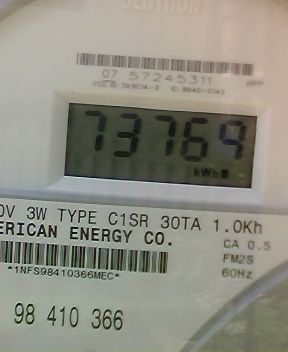 CENTRON
07 57245311
73769
kWh
0V 3W TYPE C1SR 30TA 1.0Kh
ERICAN ENERGY CO.
CA 0.5
FM2S
60Hz
*1NFS98410366MEC*
98 410 366